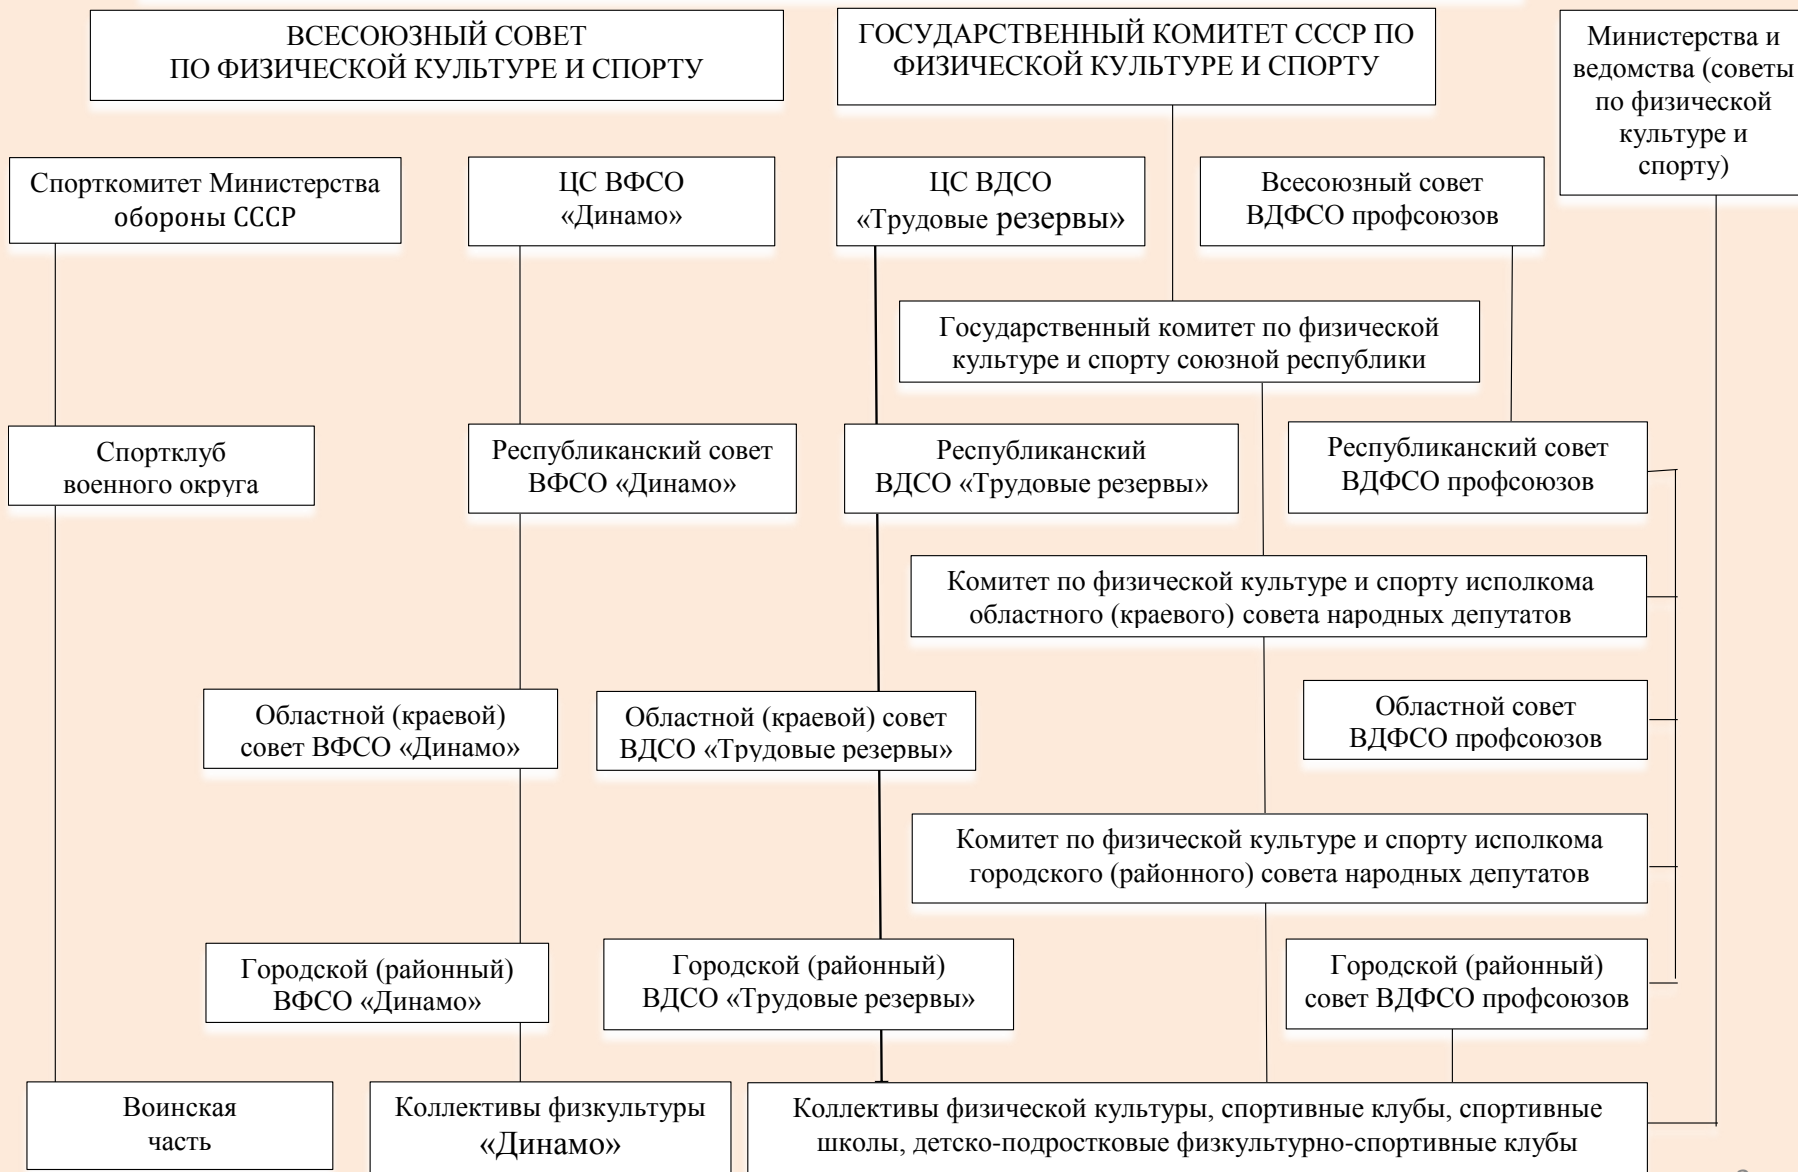 ВСЕСОЮЗНЫЙ СОВЕТ
ПО ФИЗИЧЕСКОЙ КУЛЬТУРЕ И СПОРТУ
ГОСУДАРСТВЕННЫЙ КОМИТЕТ СССР ПО
ФИЗИЧЕСКОЙ КУЛЬТУРЕ И СПОРТУ
Министерства и
ведомства (советы
по физической
культуре и
спорту)
Спорткомитет Министерства
обороны СССР
ЦС ВФСО
«Динамо»
ЦС ВДСО
«Трудовые резервы»
Всесоюзный совет
ВДФСО профсоюзов
Государственный комитет по физической
культуре и спорту союзной республики
Спортклуб
военного округа
Республиканский совет
ВФСО «Динамо»
Республиканский
ВДСО «Трудовые резервы»
Республиканский совет
ВДФСО профсоюзов
Комитет по физической культуре и спорту исполкома
областного (краевого) совета народных депутатов
Областной (краевой)
совет ВФСО «Динамо»
Областной (краевой) совет
ВДСО «Трудовые резервы»
Областной совет
ВДФСО профсоюзов
Комитет по физической культуре и спорту исполкома
городского (районного) совета народных депутатов
Городской (районный)
ВФСО «Динамо»
Городской (районный)
ВДСО «Трудовые резервы»
Городской (районный)
совет ВДФСО профсоюзов
Воинская
часть
Коллективы физкультуры
«Динамо»
Коллективы физической культуры, спортивные клубы, спортивные
школы, детско-подростковые физкультурно-спортивные клубы